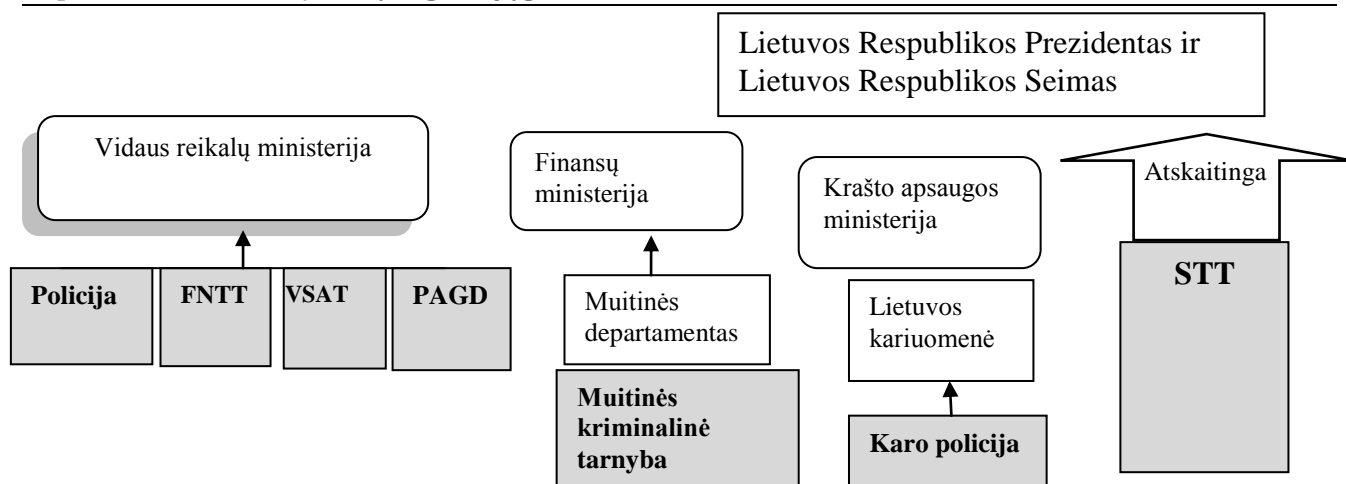 Lietuvos Respublikos Prezidentas ir
Lietuvos Respublikos Seimas
Vidaus reikalų ministerija
Finansų
ministerija
Krašto apsaugos
ministerija
Atskaitinga
Policija
FNTT
VSAT
PAGD
Muitinės
departamentas
Lietuvos
kariuomenė
STT
Muitinės
kriminalinė
tarnyba
Karo policija